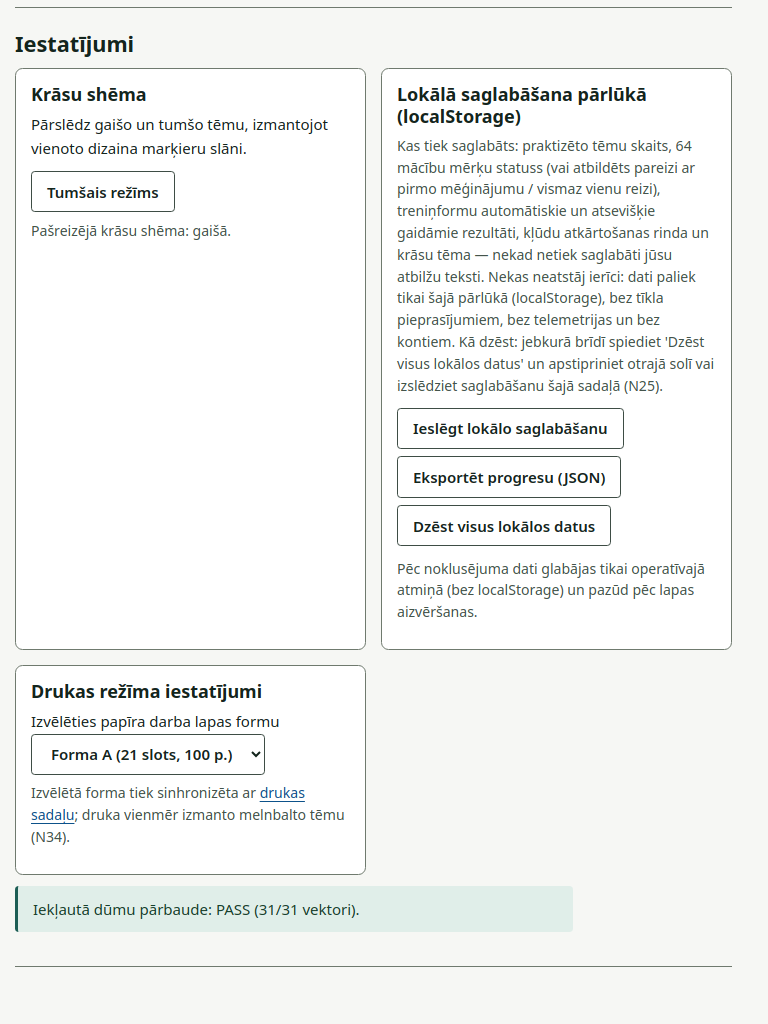 Iestatījumi
Krāsu shēma
Pārslēdz gaišo un tumšo tēmu, izmantojot
vienoto dizaina marķieru slāni.
Tumšais režīms
Pašreizējā krāsu shēma: gaišā.
Lokālā saglabāšana pārlūkā
(localStorage)
Kas tiek saglabāts: praktizēto tēmu skaits, 64
mācību mērķu statuss (vai atbildēts pareizi ar
pirmo mēģinājumu / vismaz vienu reizi),
treniņformu automātiskie un atsevišķie
gaidāmie rezultāti, kļūdu atkārtošanas rinda un
krāsu tēma — nekad netiek saglabāti jūsu
atbilžu teksti. Nekas neatstāj ierīci: dati paliek
tikai šajā pārlūkā (localStorage), bez tīkla
pieprasījumiem, bez telemetrijas un bez
kontiem. Kā dzēst: jebkurā brīdī spiediet 'Dzēst
visus lokālos datus' un apstipriniet otrajā solī vai
izslēdziet saglabāšanu šajā sadaļā (N25).
Ieslēgt lokālo saglabāšanu
Eksportēt progresu (JSON)
Dzēst visus lokālos datus
Pēc noklusējuma dati glabājas tikai operatīvajā
atmiņā (bez localStorage) un pazūd pēc lapas
aizvēršanas.
Drukas režīma iestatījumi
Izvēlēties papīra darba lapas formu
Forma A (21 slots, 100 p.)
Izvēlētā forma tiek sinhronizēta ar drukas
sadaļu; druka vienmēr izmanto melnbalto tēmu
(N34).
Iekļautā dūmu pārbaude: PASS (31/31 vektori).